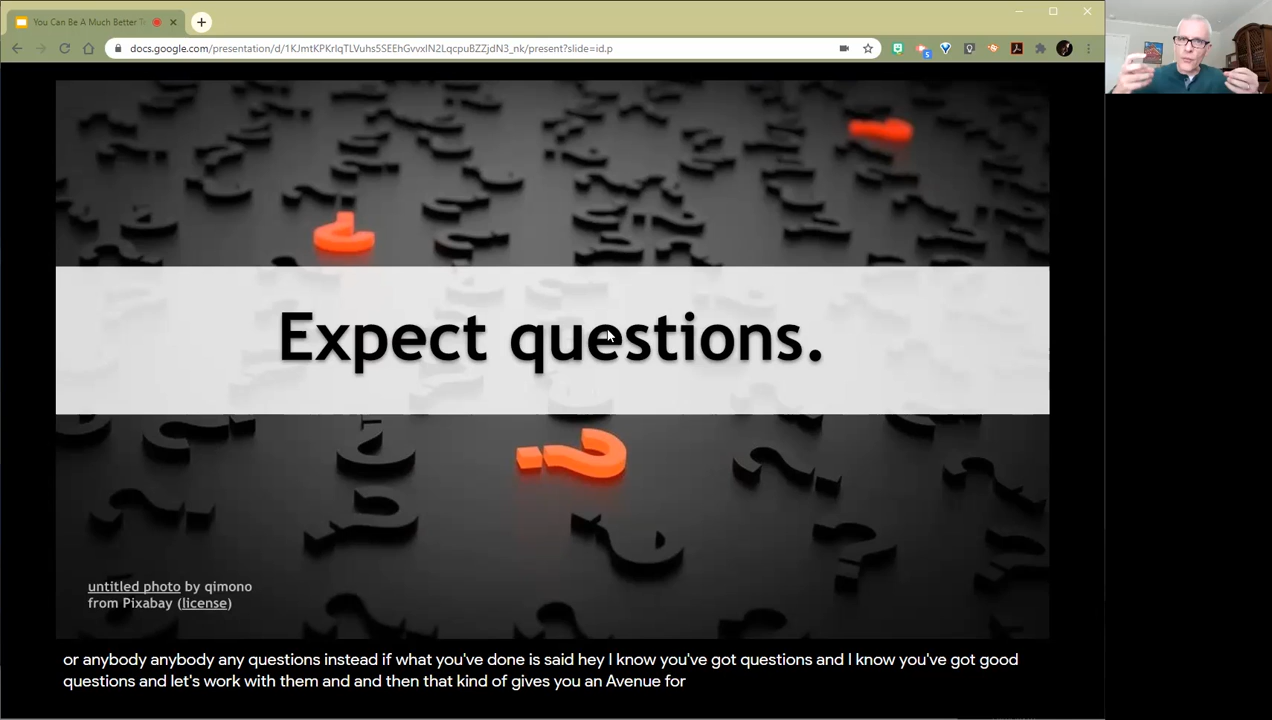 You Can Be A Much Better T
docs.google.com/presentation/d/1KJmtKPKrlqTLVuhs5SEEhGvvxlN2LqcpuBZZjdN3_nk/present?slide=id.p
5
Expect questions.
untitled photo by qimono
from Pixabay (license)
or anybody anybody any questions instead if what you've done is said hey I know you've got questions and I know you've got good
questions and let's work with them and and then that kind of gives you an Avenue for